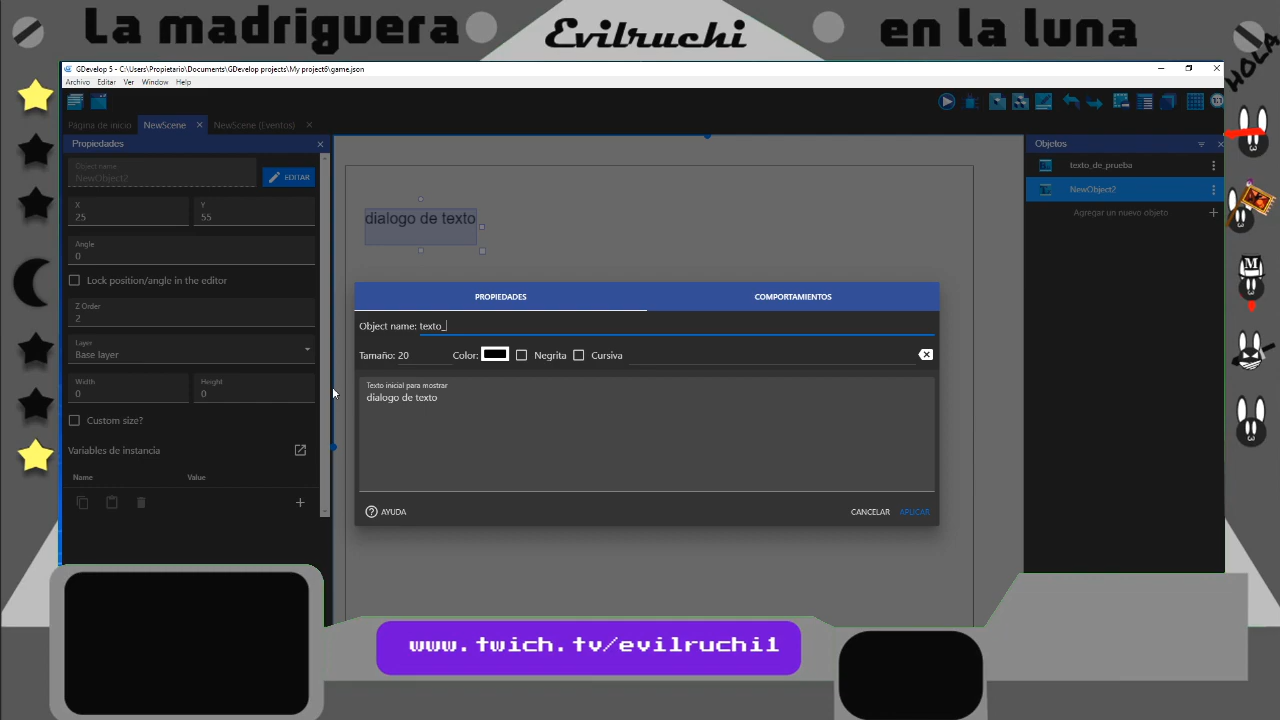 La madriguera
Evilruchi
en la luna
HOLA
GDevelop 5 - C:\Users\Propietario\Documents\GDevelop projects\My project6\game.json
Archivo Editar Ver Window Help
Página de inicio
NewScene
NewScene (Eventos)
Propiedades
Object name
NewObject2
EDITAR
X
25
Y
55
Angle
0
Lock position/angle in the editor
Z Order
2
Layer
Base layer
Width
0
Height
0
Custom size?
Variables de instancia
Name
Value
dialogo de texto
PROPIEDADES
COMPORTAMIENTOS
Object name: texto_
Tamaño: 20
Color:
Negrita
Cursiva
Texto inicial para mostrar
dialogo de texto
AYUDA
CANCELAR
APLICAR
1:1
Objetos
texto_de_prueba
NewObject2
Agregar un nuevo objeto
M
www.twich.tv/evilruchi1